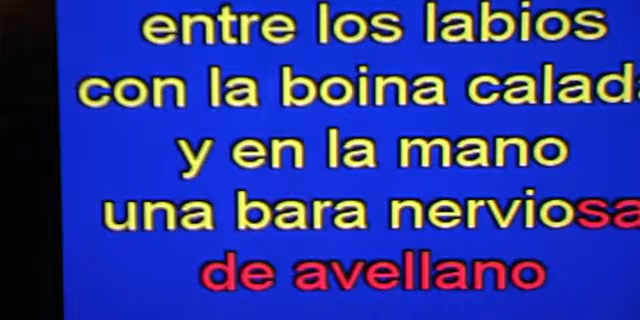 entre los labios
con la boina calada
y en la mano
una bara nerviosa
de avellano